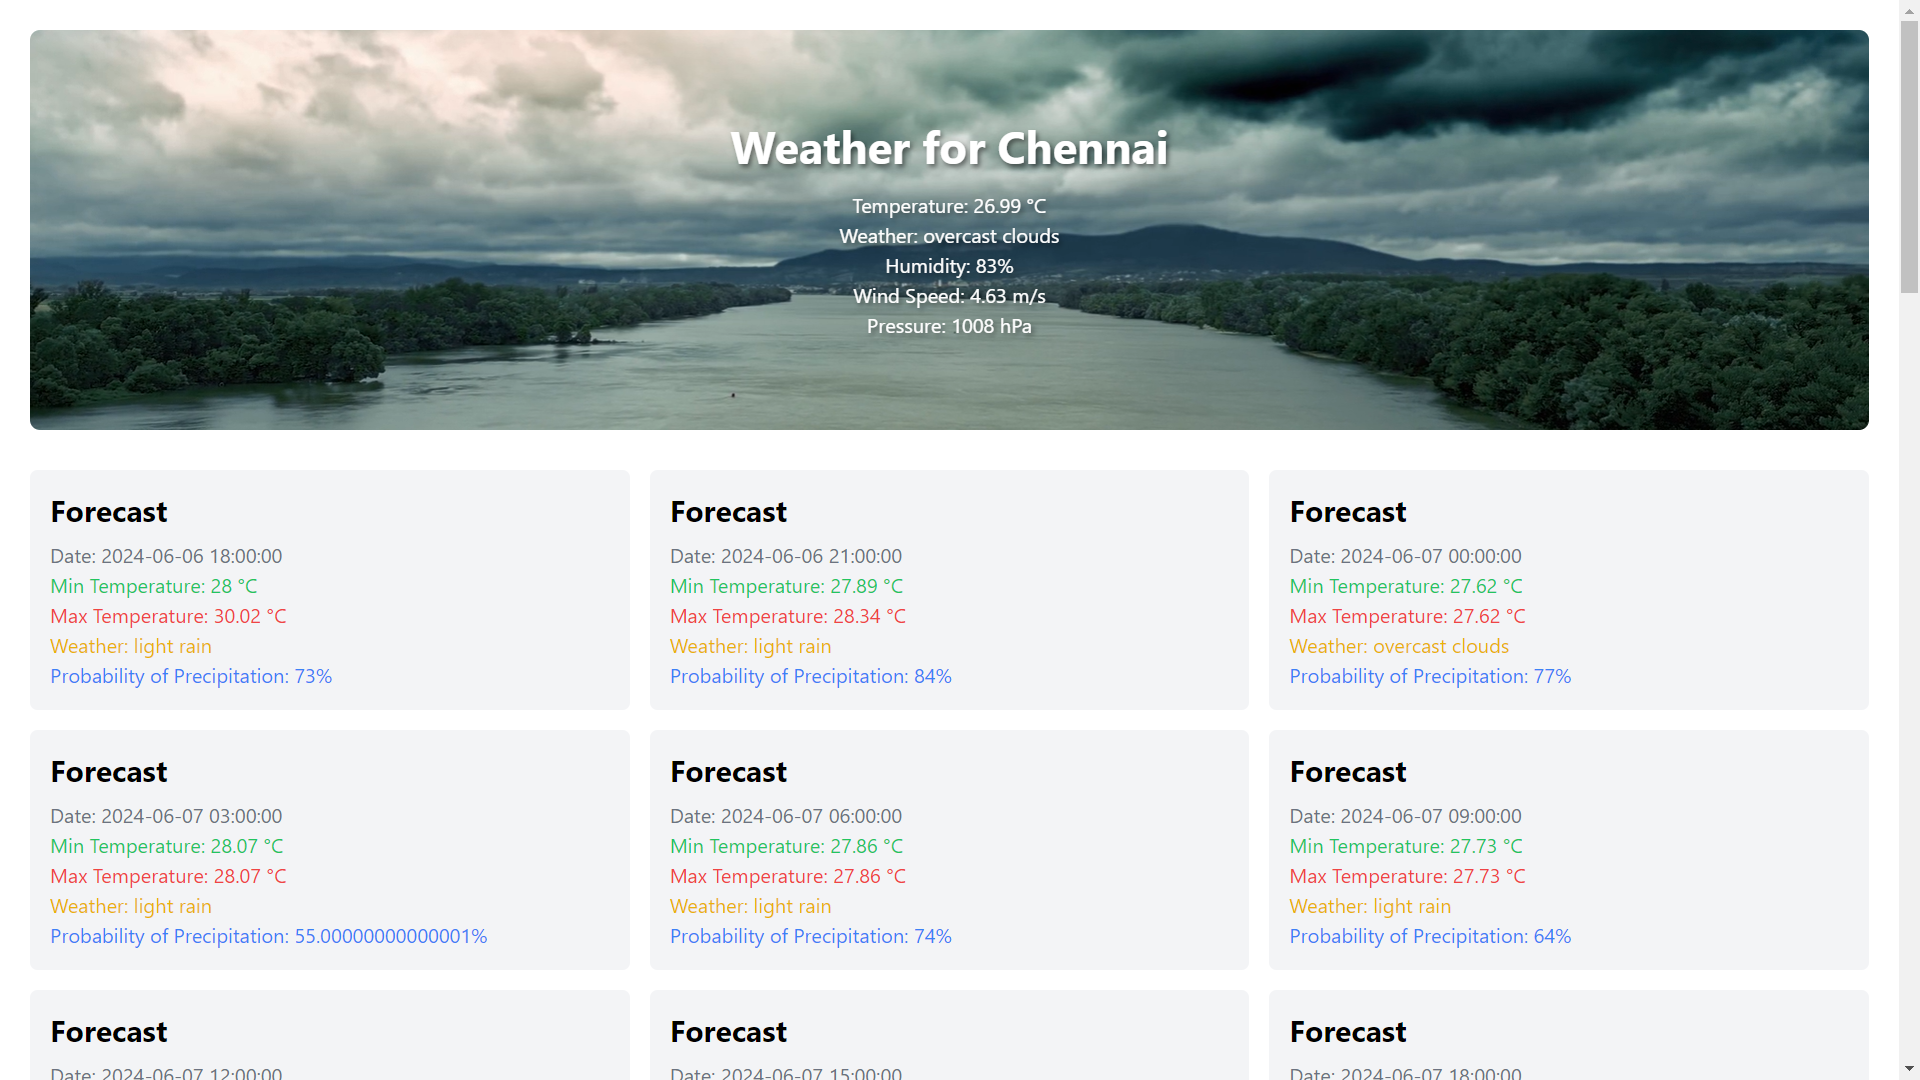 Weather for Chennai
Temperature: 26.99 °C
Weather: overcast clouds
Humidity: 83%
Wind Speed: 4.63 m/s
Pressure: 1008 hPa
Forecast
Date: 2024-06-06 18:00:00
Min Temperature: 28 °C
Max Temperature: 30.02 °C
Weather: light rain
Probability of Precipitation: 73%
Forecast
Date: 2024-06-06 21:00:00
Min Temperature: 27.89 °C
Max Temperature: 28.34 °C
Weather: light rain
Probability of Precipitation: 84%
Forecast
Date: 2024-06-07 00:00:00
Min Temperature: 27.62 °C
Max Temperature: 27.62 °C
Weather: overcast clouds
Probability of Precipitation: 77%
Forecast
Date: 2024-06-07 03:00:00
Min Temperature: 28.07 °C
Max Temperature: 28.07 °C
Weather: light rain
Probability of Precipitation: 55.00000000000001%
Forecast
Date: 2024-06-07 06:00:00
Min Temperature: 27.86 °C
Max Temperature: 27.86 °C
Weather: light rain
Probability of Precipitation: 74%
Forecast
Date: 2024-06-07 09:00:00
Min Temperature: 27.73 °C
Max Temperature: 27.73 °C
Weather: light rain
Probability of Precipitation: 64%
Forecast
Date: 2024-06-07 12:00:00
Forecast
Date: 2024-06-07 15:00:00
Forecast
Date: 2024-06-07 18:00:00